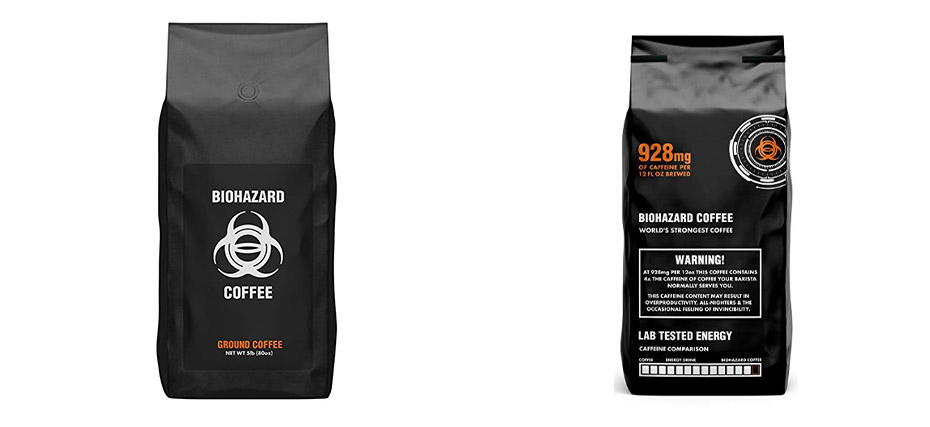 BIOHAZARD
COFFEE
GROUND COFFEE
NET WT 5lb (80oz)
928mg
OF CAFFEINE PER
12 FL OZ BREWED
BIOHAZARD COFFEE
WORLD'S STRONGEST COFFEE
WARNING!
AT 928mg PER 12oz THIS COFFEE CONTAINS
4x THE CAFFEINE OF COFFEE YOUR BARISTA
NORMALLY SERVES YOU.
THIS CAFFEINE CONTENT MAY RESULT IN
OVERPRODUCTIVITY, ALL-NIGHTERS & THE
OCCASIONAL FEELING OF INVINCIBILITY.
LAB TESTED ENERGY
CAFFEINE COMPARISON
COFFEE ENERGY DRINK BIOHAZARD COFFEE